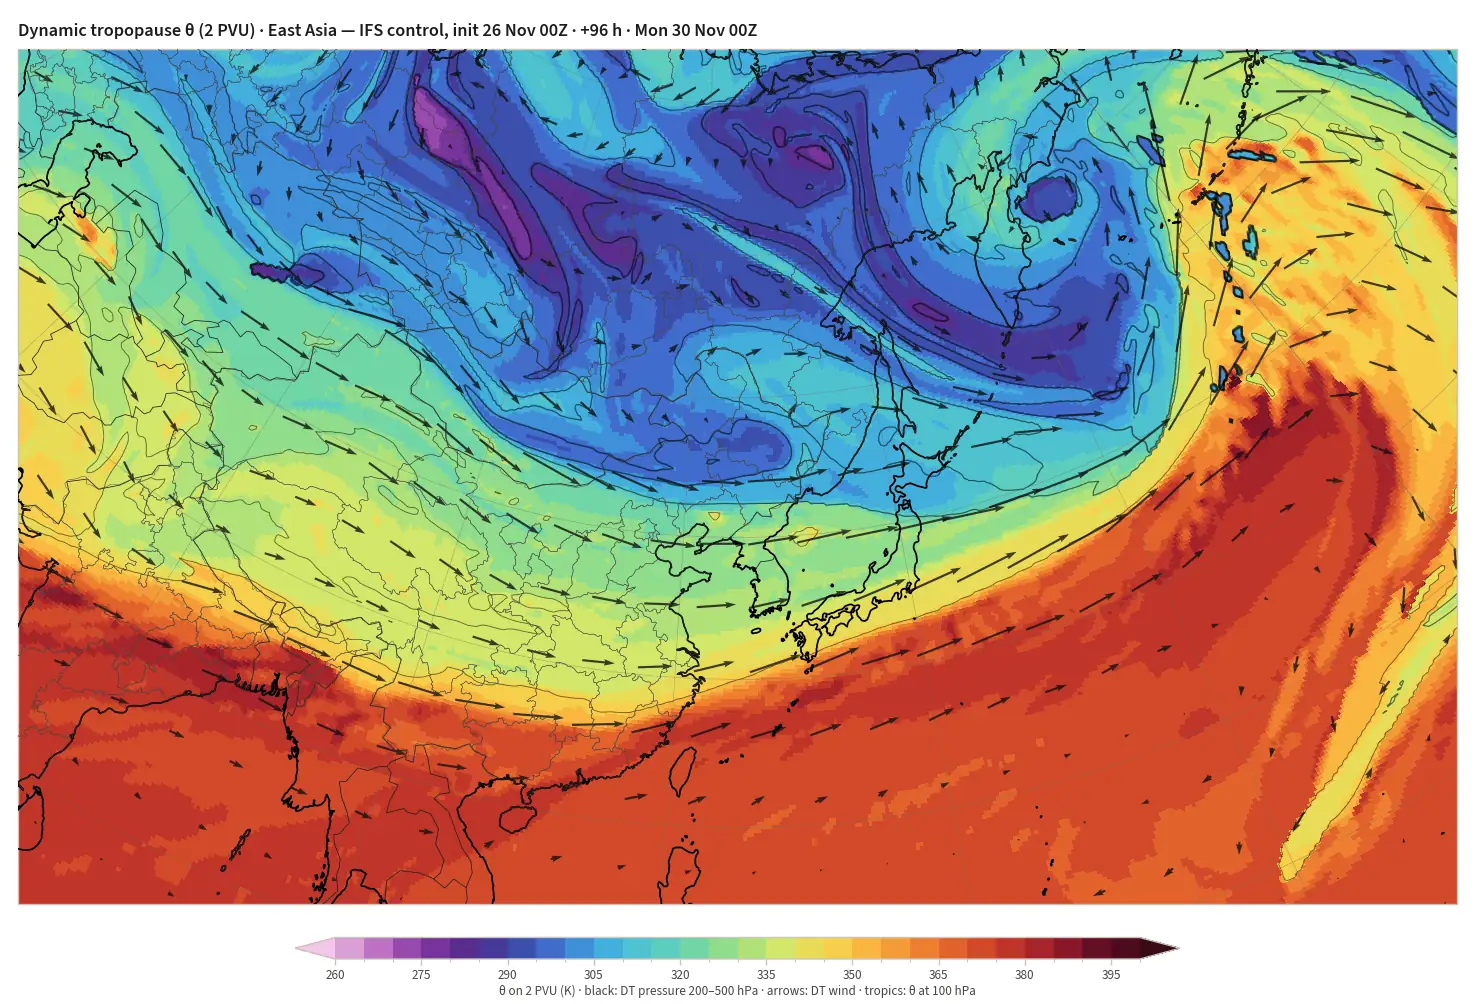 Dynamic tropopause θ (2 PVU) · East Asia — IFS control, init 26 Nov 00Z · +96 h · Mon 30 Nov 00Z
260 275 290 305 320 335 350 365 380 395
θ on 2 PVU (K) · black: DT pressure 200–500 hPa · arrows: DT wind · tropics: θ at 100 hPa